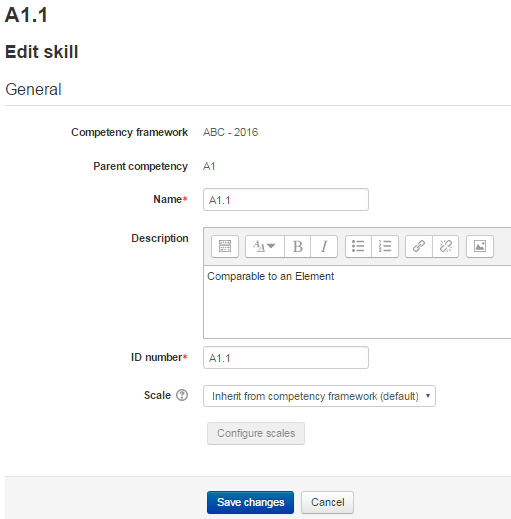 A1.1
Edit skill
General
Competency framework ABC - 2016
Parent competency A1
Name* A1.1
Description
B I
Comparable to an Element
ID number* A1.1
Scale ? Inherit from competency framework (default)
Configure scales
Save changes Cancel